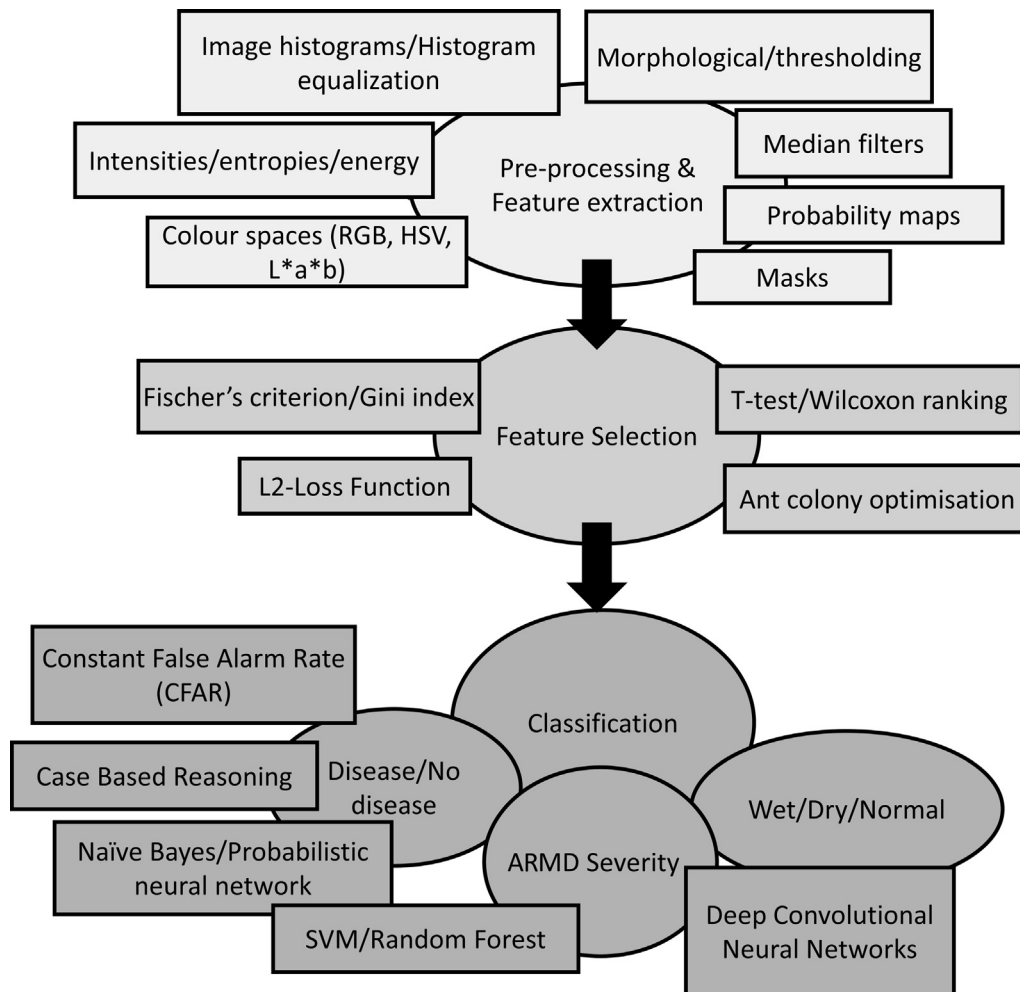 Image histograms/Histogram
equalization
Morphological/thresholding
Intensities/entropies/energy
Median filters
Pre-processing &
Feature extraction
Colour spaces (RGB, HSV,
L*a*b)
Probability maps
Masks
Fischer's criterion/Gini index
T-test/Wilcoxon ranking
Feature Selection
L2-Loss Function
Ant colony optimisation
Constant False Alarm Rate
(CFAR)
Classification
Case Based Reasoning
Disease/No
disease
Wet/Dry/Normal
Naïve Bayes/Probabilistic
neural network
ARMD Severity
SVM/Random Forest
Deep Convolutional
Neural Networks